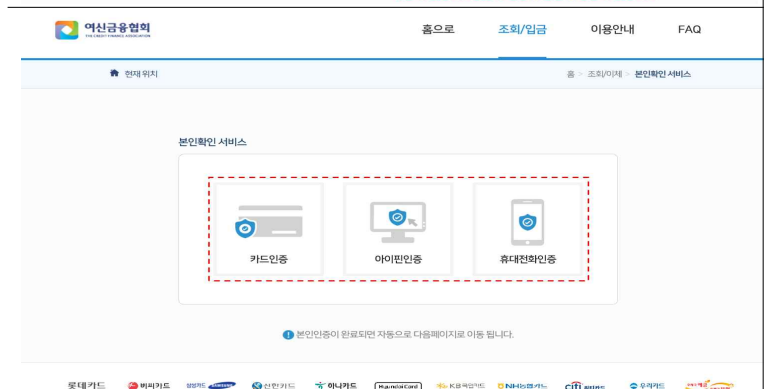 여신금융협회
THE CREDIT FINANCE ASSOCIATION
홈으로 조회/입금 이용안내 FAQ
현재 위치
홈 > 조회/이체 > 본인확인 서비스
본인확인 서비스
카드인증 아이핀인증 휴대전화인증
본인인증이 완료되면 자동으로 다음페이지로 이동 됩니다.
롯데카드 비씨카드 삼성카드 SAMSUNG 신한카드 하나카드 HyundaiCard KB국민카드 NH농협카드 citi 씨티카드 우리카드